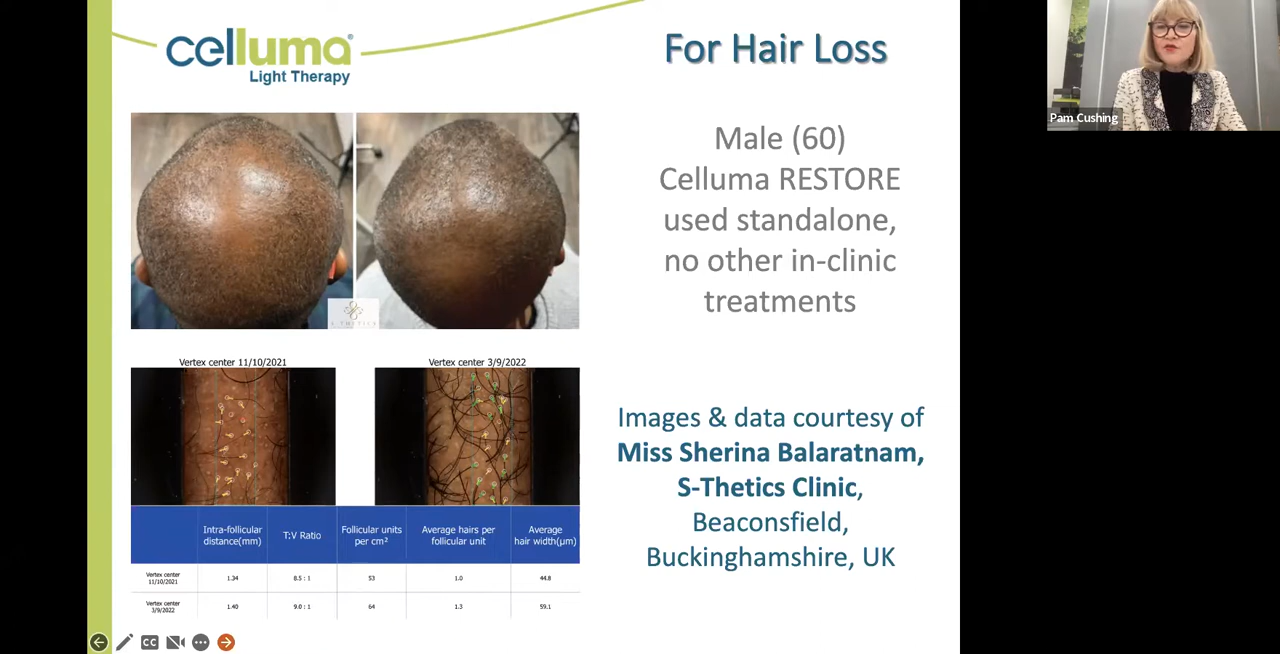 celluma
Light Therapy
For Hair Loss
Male (60)
Celluma RESTORE
used standalone,
no other in-clinic
treatments
S-THETICS
Vertex center 11/10/2021
Vertex center 3/9/2022
Images & data courtesy of
Miss Sherina Balaratnam,
S-Thetics Clinic,
Beaconsfield,
Buckinghamshire, UK
Intra-follicular distance(mm) T:V Ratio Follicular units per cm² Average hairs per follicular unit Average hair width(µm)
Vertex center 11/10/2021 1.34 8.5 : 1 53 1.0 44.8
Vertex center 3/9/2022 1.40 9.0 : 1 64 1.3 59.1
CC
Pam Cushing